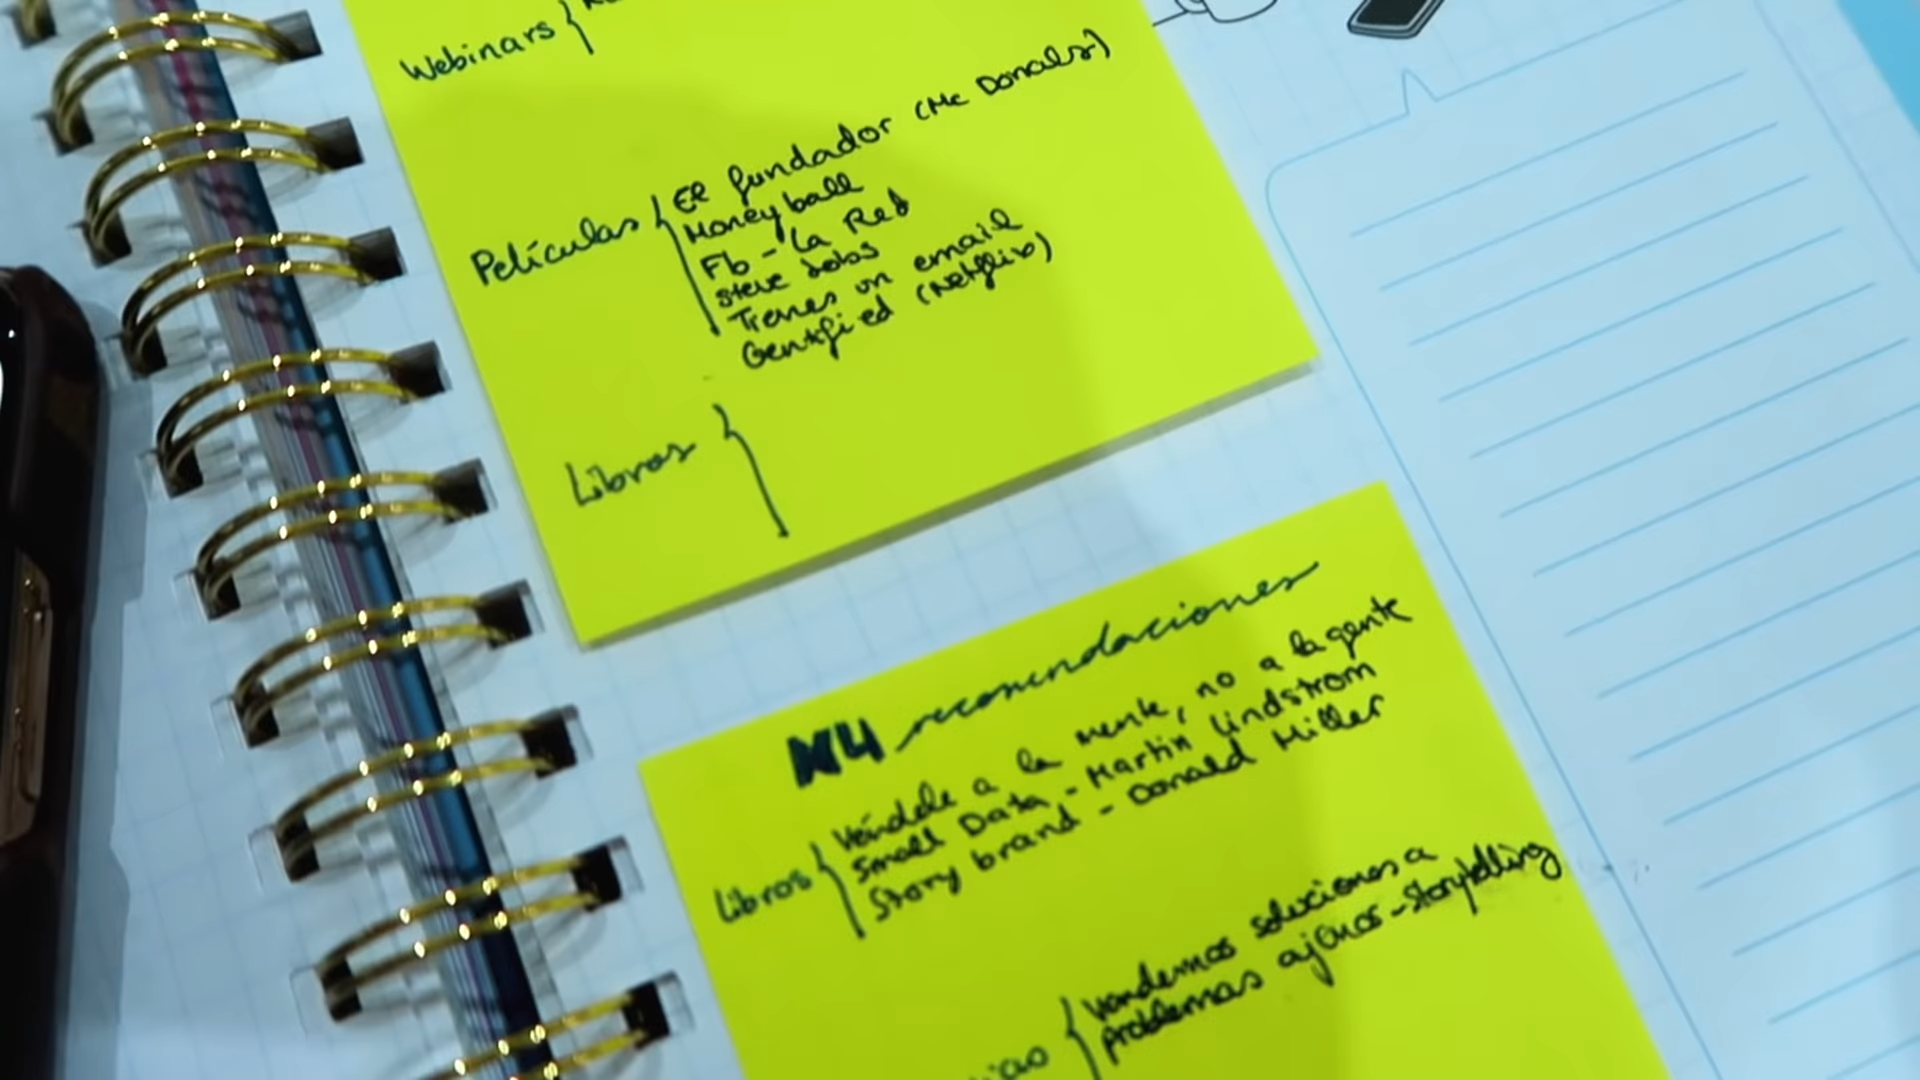 Webinars {
Películas { El fundador (Mc Donals)
Moneyball
Fb - La Red
Steve Jobs
Tienes un email
Gentified (Netflix)
Libros {
N4 recomendaciones
Libros { Véndele a la mente, no a la gente
Small Data - Martin Lindstrom
Story brand - Donald Miller
{ Vendemos soluciones a
problemas ajenos - storytelling